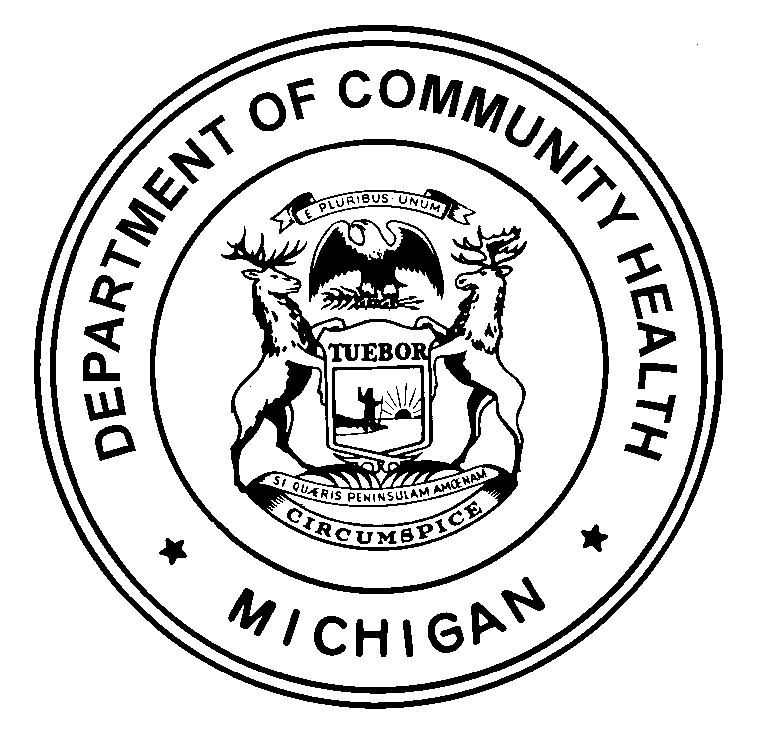 DEPARTMENT OF COMMUNITY HEALTH
E PLURIBUS UNUM
TUEBOR
SI QUÆRIS PENINSULAM AMŒNAM
CIRCUMSPICE
MICHIGAN